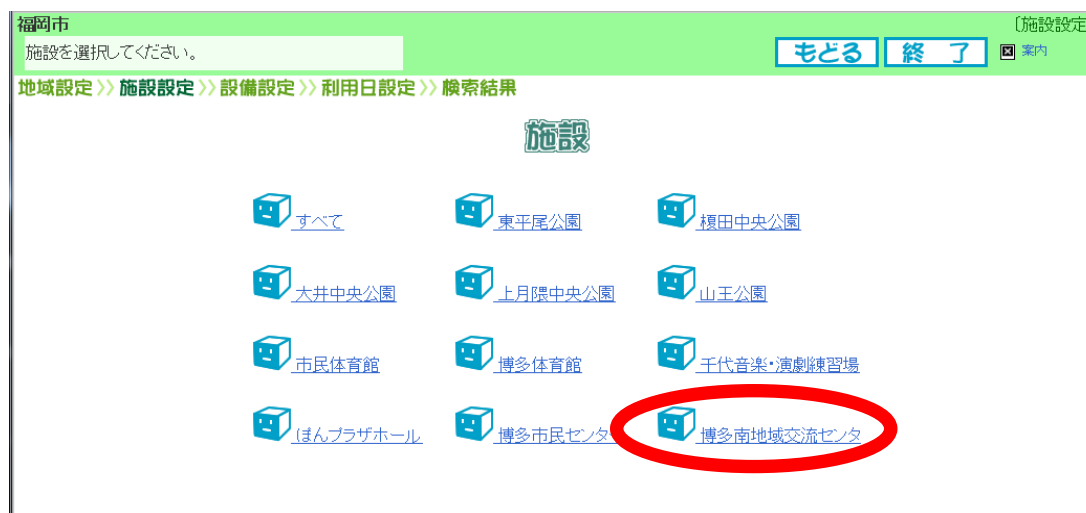 福岡市
〔施設設定
施設を選択してください。
もどる 終 了 案内
地域設定>>施設設定>>設備設定>>利用日設定>>検索結果
施設
すべて 東平尾公園 榎田中央公園
大井中央公園 上月隈中央公園 山王公園
市民体育館 博多体育館 千代音楽・演劇練習場
ぽんプラザホール 博多市民センタ 博多南地域交流センタ